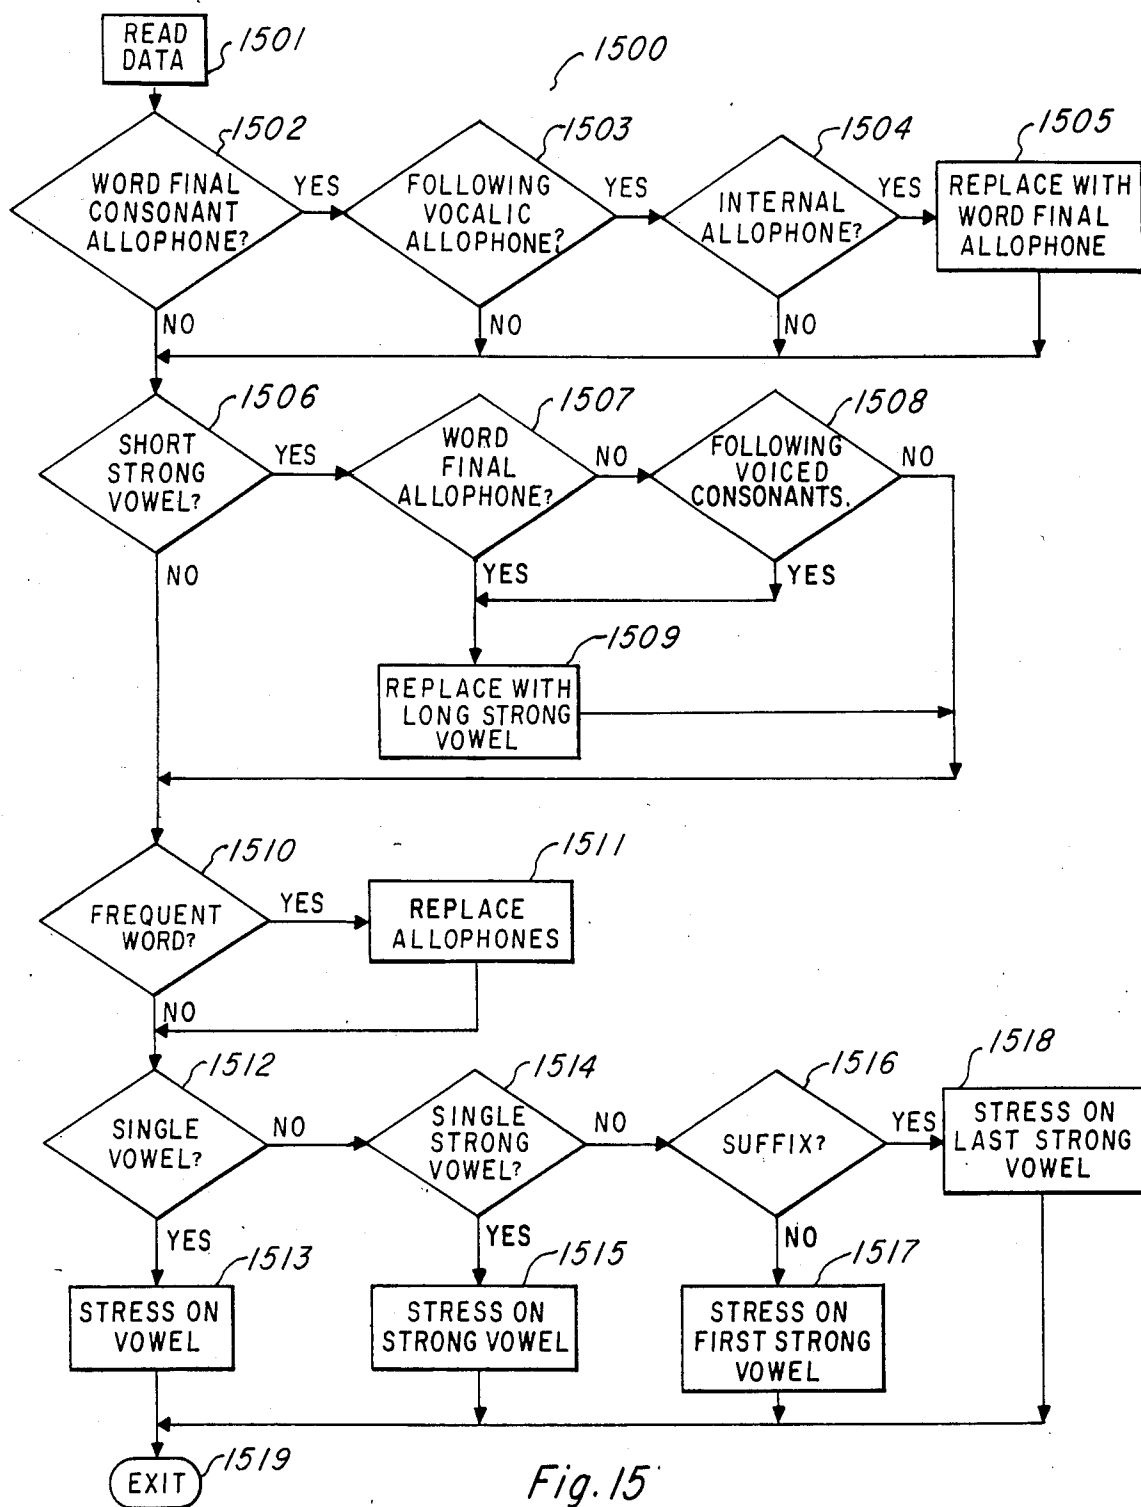 READ
DATA
1501
1500
1502
1503
1504
1505
WORD FINAL
CONSONANT
ALLOPHONE?
YES
FOLLOWING
VOCALIC
ALLOPHONE?
YES
INTERNAL
ALLOPHONE?
YES
REPLACE WITH
WORD FINAL
ALLOPHONE
NO
NO
NO
1506
1507
1508
SHORT
STRONG
VOWEL?
YES
WORD
FINAL
ALLOPHONE?
NO
FOLLOWING
VOICED
CONSONANTS.
NO
NO
YES
YES
1509
REPLACE WITH
LONG STRONG
VOWEL
1510
1511
FREQUENT
WORD?
YES
REPLACE
ALLOPHONES
NO
1512
1514
1516
1518
SINGLE
VOWEL?
NO
SINGLE
STRONG
VOWEL?
NO
SUFFIX?
YES
STRESS ON
LAST STRONG
VOWEL
YES
YES
NO
1513
1515
1517
STRESS ON
VOWEL
STRESS ON
STRONG VOWEL
STRESS ON
FIRST STRONG
VOWEL
EXIT
1519
Fig. 15